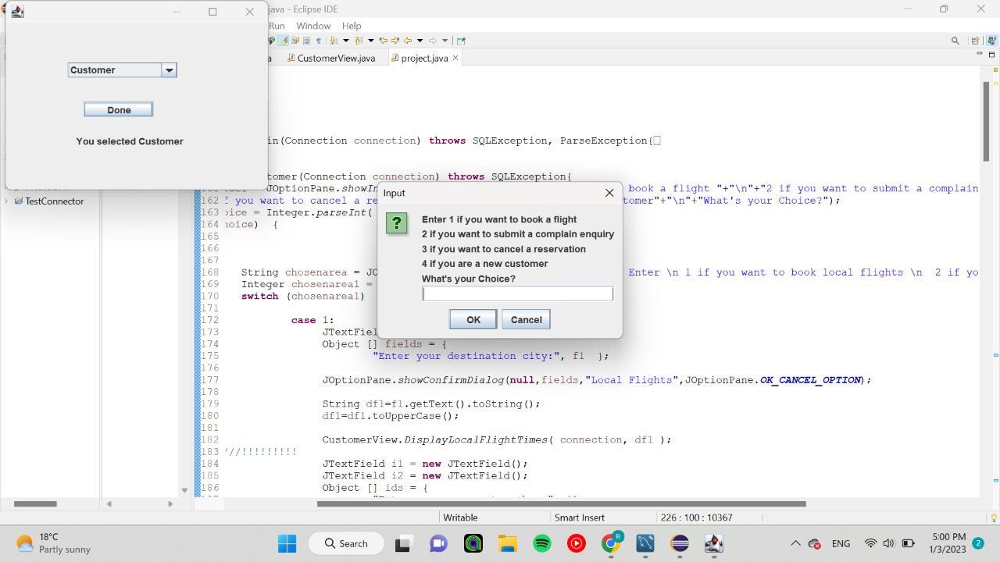 java - Eclipse IDE
Run Window Help
CustomerView.java
project.java
Customer
Done
You selected Customer
TestConnector
in(Connection connection) throws SQLException, ParseException{
tomer(Connection connection) throws SQLException{
JOptionPane.showIn
book a flight "+"\n"+"2 if you want to submit a complain
162 f you want to cancel a re
tomer"+"\n"+"What's your Choice?");
163 oice = Integer.parseInt(
164 hoice) {
165
166
167
168 String chosenarea = JO
Enter \n 1 if you want to book local flights \n 2 if yo
169 Integer chosenarea1 =
170 switch (chosenarea1)
171
172 case 1:
173 JTextFiel
174 Object [] fields = {
175 "Enter your destination city:", f1 };
176
177 JOptionPane.showConfirmDialog(null,fields,"Local Flights",JOptionPane.OK_CANCEL_OPTION);
178
179 String df1=f1.getText().toString();
180 df1=df1.toUpperCase();
181
182 CustomerView.DisplayLocalFlightTimes( connection, df1 );
183 '//!!!!!!!!!
184 JTextField i1 = new JTextField();
185 JTextField i2 = new JTextField();
186 Object [] ids = {
Input
?
Enter 1 if you want to book a flight
2 if you want to submit a complain enquiry
3 if you want to cancel a reservation
4 if you are a new customer
What's your Choice?
OK Cancel
Writable
Smart Insert
226 : 100 : 10367
18°C
Partly sunny
Search
R
ENG
5:00 PM
1/3/2023
2